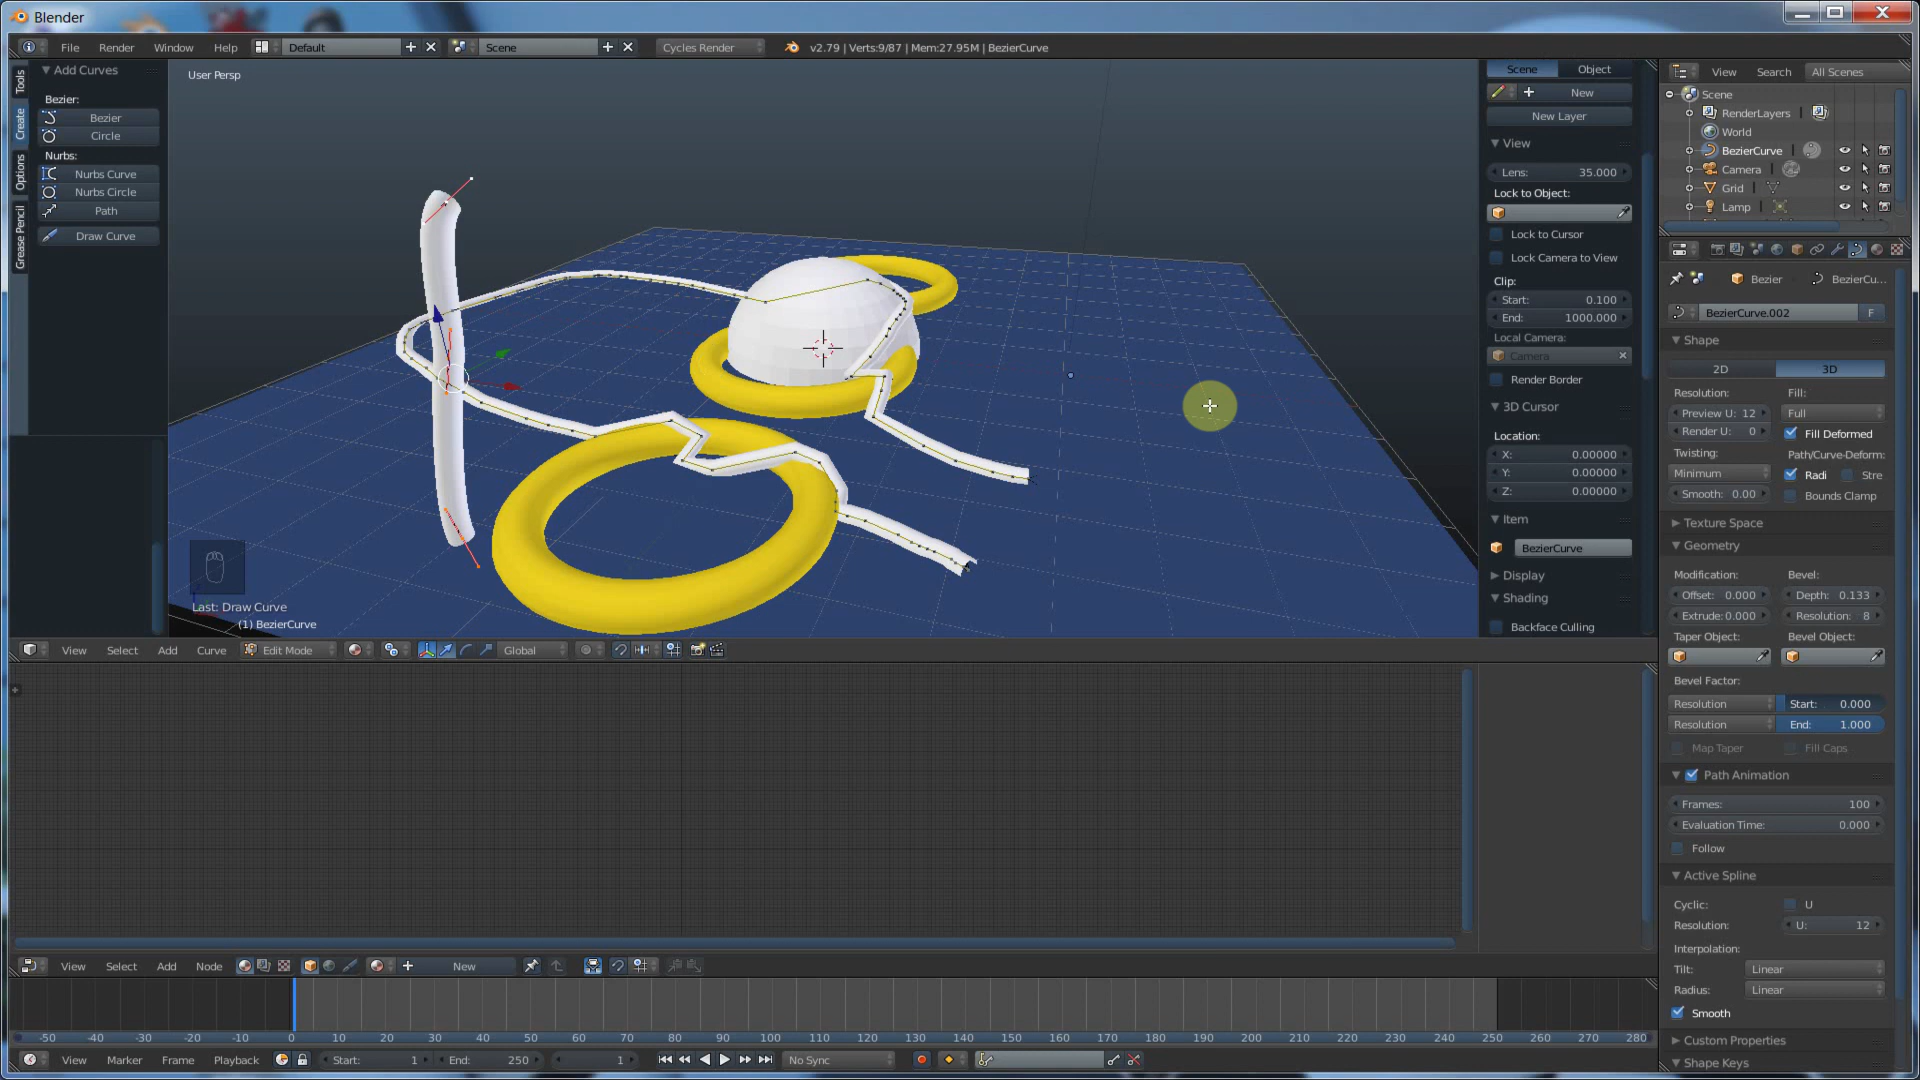 Blender
File Render Window Help Default Scene Cycles Render v2.79 | Verts:9/87 | Mem:27.95M | BezierCurve
Tools
Create
Options
Grease Pencil
Add Curves
Bezier:
Bezier
Circle
Nurbs:
Nurbs Curve
Nurbs Circle
Path
Draw Curve
User Persp
Last: Draw Curve
(1) BezierCurve
Scene Object
New
New Layer
View
Lens: 35.000
Lock to Object:
Lock to Cursor
Lock Camera to View
Clip:
Start: 0.100
End: 1000.000
Local Camera:
Camera
Render Border
3D Cursor
Location:
X: 0.00000
Y: 0.00000
Z: 0.00000
Item
BezierCurve
Display
Shading
Backface Culling
View Search All Scenes
Scene
RenderLayers
World
BezierCurve
Camera
Grid
Lamp
Bezier BezierCu...
BezierCurve.002 F
Shape
2D 3D
Resolution: Fill:
Preview U: 12 Full
Render U: 0 Fill Deformed
Twisting: Path/Curve-Deform:
Minimum Radi Stre
Smooth: 0.00 Bounds Clamp
Texture Space
Geometry
Modification: Bevel:
Offset: 0.000 Depth: 0.133
Extrude: 0.000 Resolution: 8
Taper Object: Bevel Object:
Bevel Factor:
Resolution Start: 0.000
Resolution End: 1.000
Map Taper Fill Caps
Path Animation
Frames: 100
Evaluation Time: 0.000
Follow
Active Spline
Cyclic: U
Resolution: U: 12
Interpolation:
Tilt: Linear
Radius: Linear
Smooth
Custom Properties
Shape Keys
View Select Add Curve Edit Mode Global
View Select Add Node New
-50 -40 -30 -20 -10 0 10 20 30 40 50 60 70 80 90 100 110 120 130 140 150 160 170 180 190 200 210 220 230 240 250 260 270 280
View Marker Frame Playback Start: 1 End: 250 1 No Sync